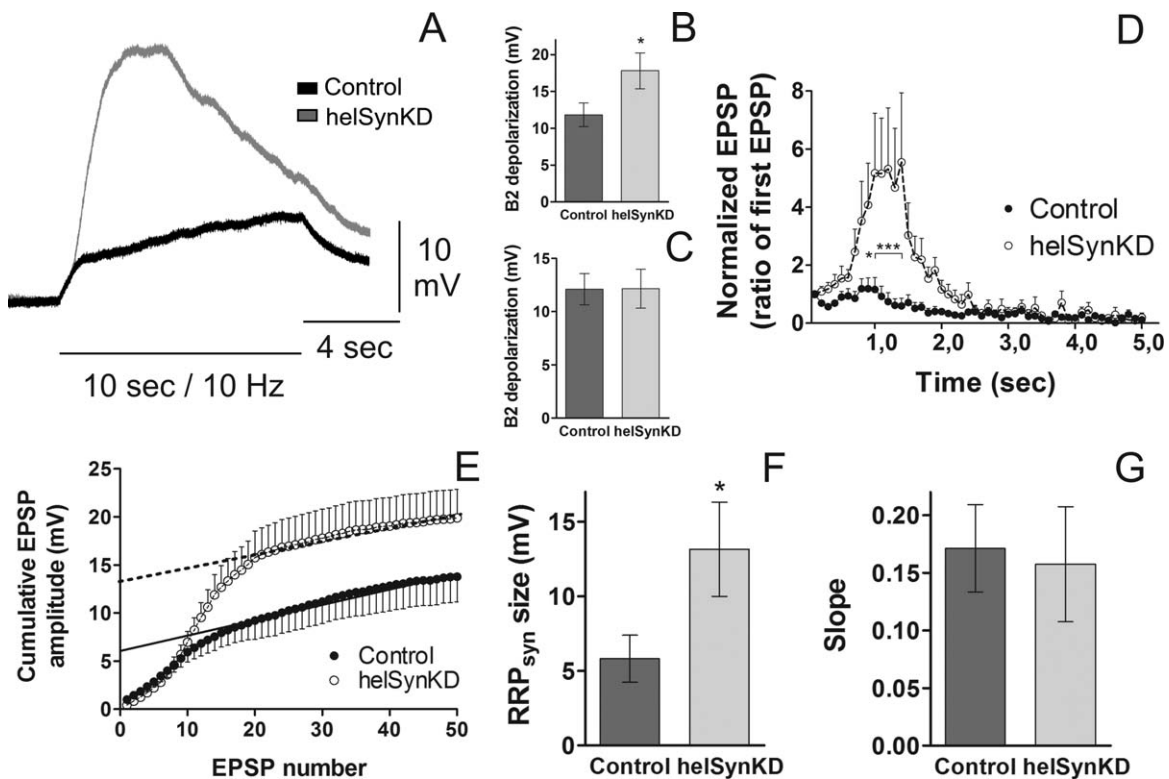 A
Control
helSynKD
10
mV
4 sec
10 sec / 10 Hz
B
B2 depolarization (mV)
20
15
10
5
0
*
Control helSynKD
C
B2 depolarization (mV)
15
10
5
0
Control helSynKD
D
Normalized EPSP
(ratio of first EPSP)
8
6
4
2
0
* ***
Control
helSynKD
1,0 2,0 3,0 4,0 5,0
Time (sec)
E
Cumulative EPSP
amplitude (mV)
25
20
15
10
5
0
Control
helSynKD
0 10 20 30 40 50
EPSP number
F
RRPsyn size (mV)
15
10
5
0
*
Control helSynKD
G
Slope
0.20
0.15
0.10
0.05
0.00
Control helSynKD